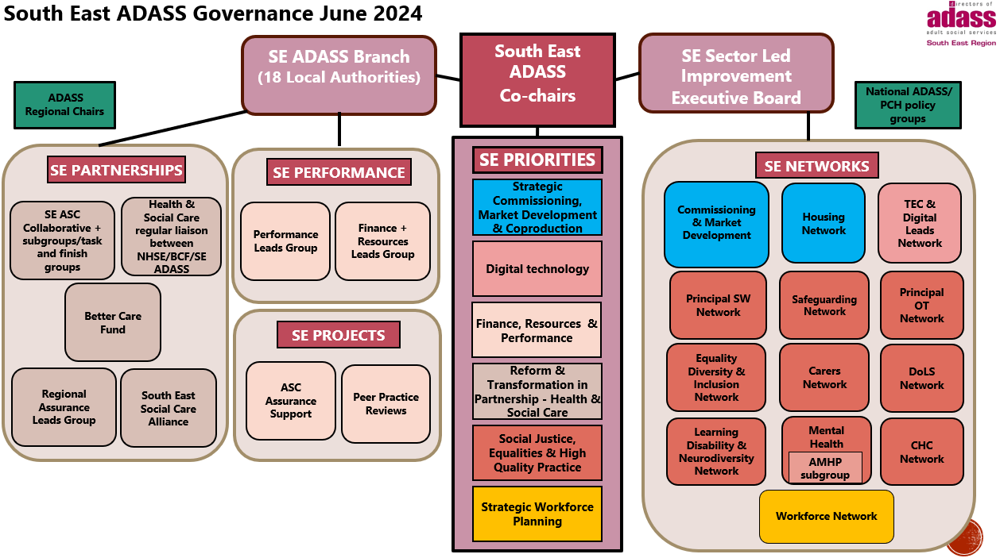 South East ADASS Governance June 2024
directors of
adass
adult social services
South East Region
SE ADASS Branch
(18 Local Authorities)
South East
ADASS
Co-chairs
SE Sector Led
Improvement
Executive Board
ADASS
Regional Chairs
National ADASS/
PCH policy
groups
SE PARTNERSHIPS
SE ASC
Collaborative +
subgroups/task
and finish
groups
Health &
Social Care
regular liaison
between
NHSE/BCF/SE
ADASS
Better Care
Fund
Regional
Assurance
Leads Group
South East
Social Care
Alliance
SE PERFORMANCE
Performance
Leads Group
Finance +
Resources
Leads Group
SE PROJECTS
ASC
Assurance
Support
Peer Practice
Reviews
SE PRIORITIES
Strategic
Commissioning,
Market Development
& Coproduction
Digital technology
Finance, Resources &
Performance
Reform &
Transformation in
Partnership - Health &
Social Care
Social Justice,
Equalities & High
Quality Practice
Strategic Workforce
Planning
SE NETWORKS
Commissioning
& Market
Development
Housing
Network
TEC &
Digital
Leads
Network
Principal SW
Network
Safeguarding
Network
Principal
OT
Network
Equality
Diversity &
Inclusion
Network
Carers
Network
DoLS
Network
Learning
Disability &
Neurodiversity
Network
Mental
Health
AMHP
subgroup
CHC
Network
Workforce Network